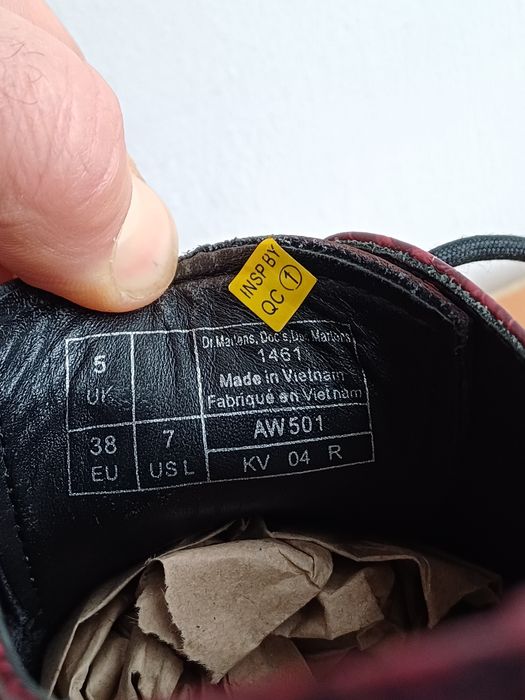 INSP BY
QC 1
5
UK
Dr.Martens, Doc's, Doc Martens
1461
Made in Vietnam
Fabriqué en Vietnam
38
EU
7
US L
AW501
KV 04 R